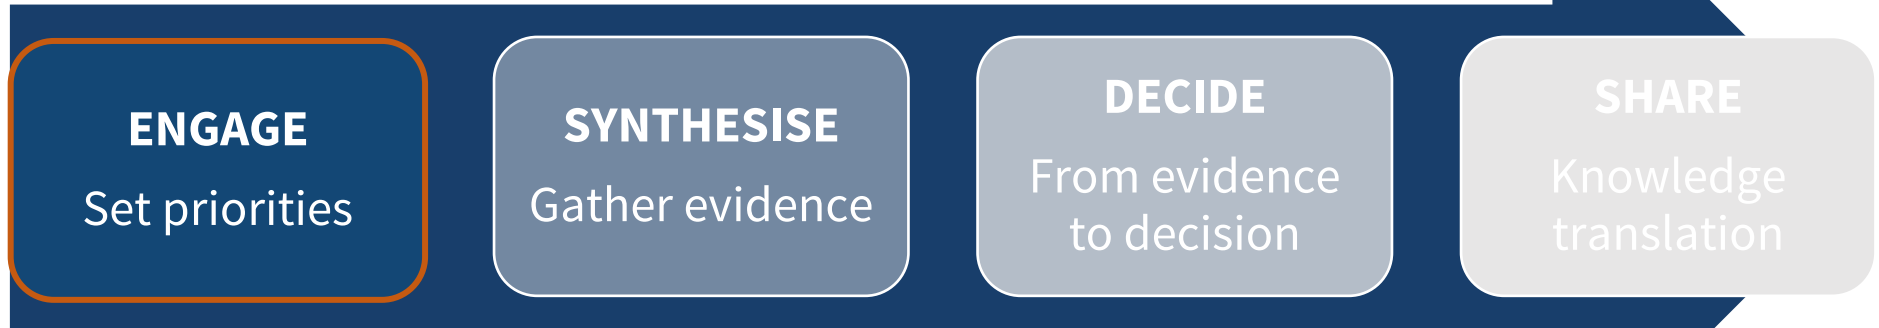 ENGAGE
Set priorities
SYNTHESISE
Gather evidence
DECIDE
From evidence
to decision
SHARE
Knowledge
translation